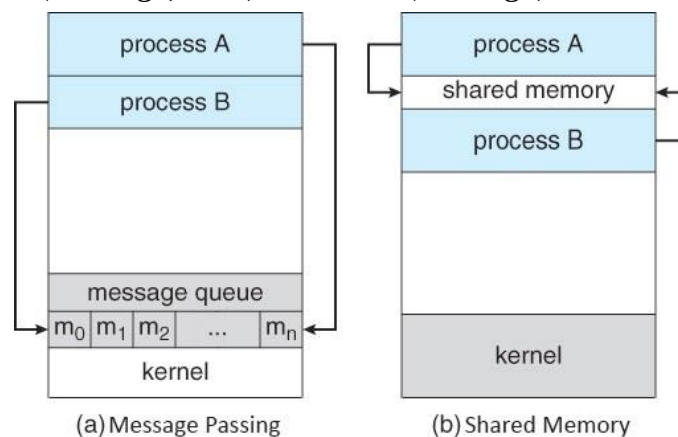 process A
process B
message queue
m0 m1 m2 ... mn
kernel
(a) Message Passing
process A
shared memory
process B
kernel
(b) Shared Memory